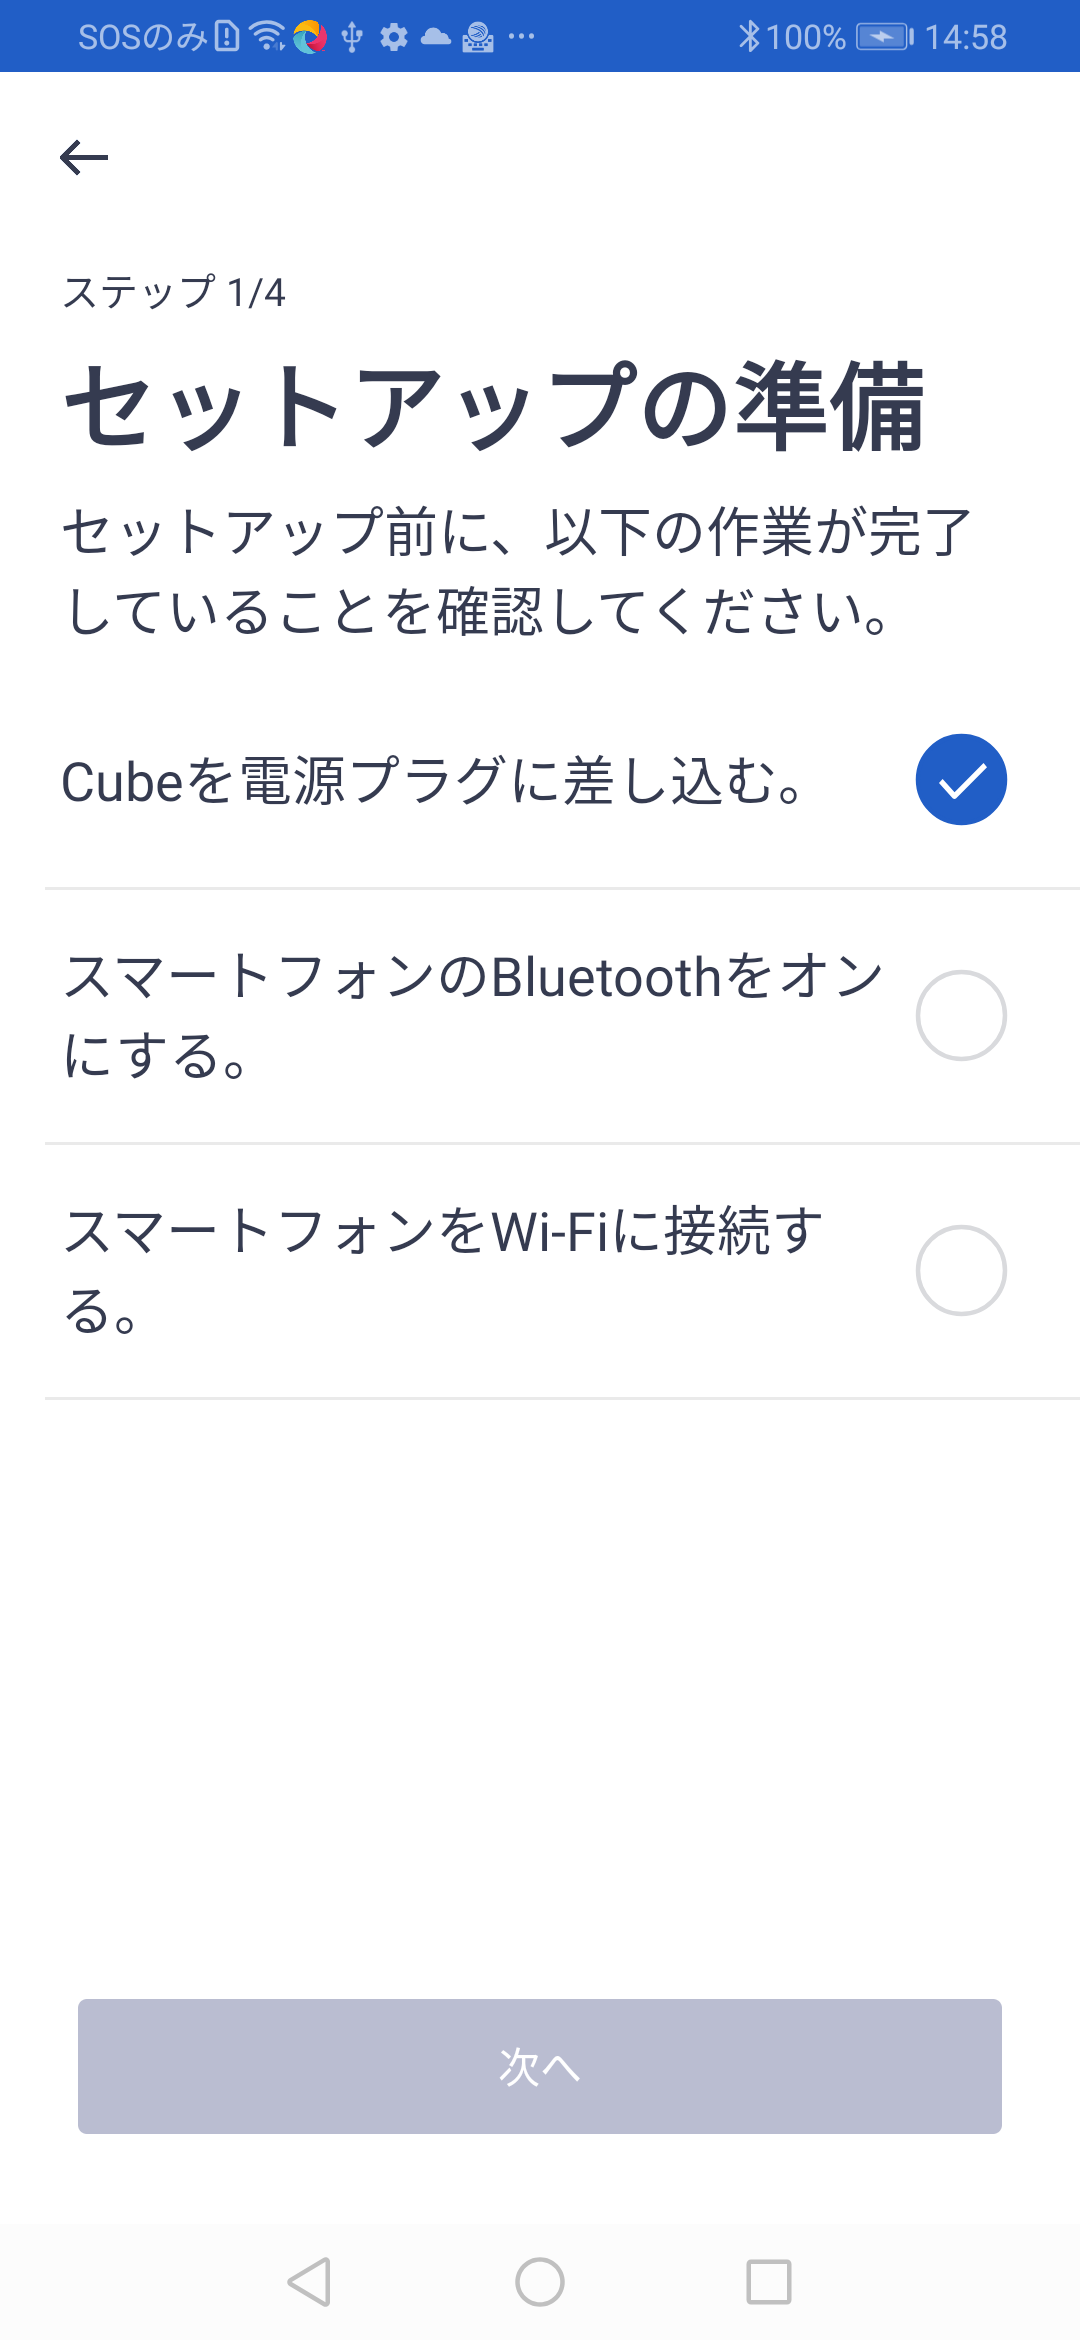 SOSのみ 100% 14:58
ステップ 1/4
セットアップの準備
セットアップ前に、以下の作業が完了
していることを確認してください。
Cubeを電源プラグに差し込む。
スマートフォンのBluetoothをオン
にする。
スマートフォンをWi-Fiに接続す
る。
次へ